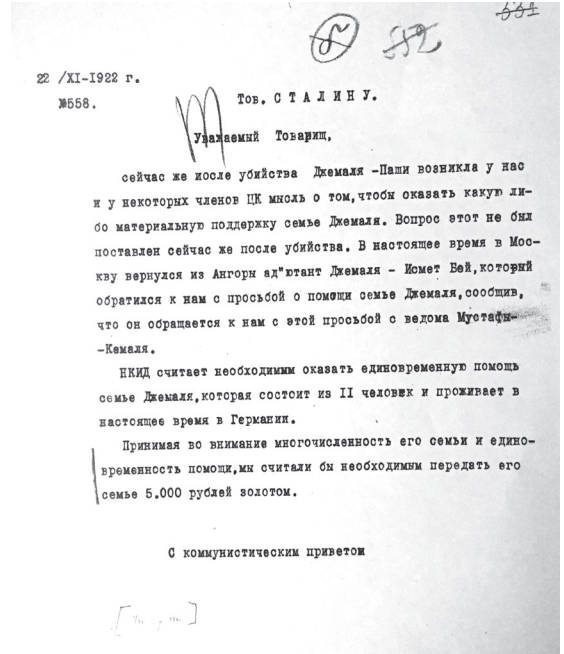 551
552
22 /XI-1922 г.
№558.
Тов. С Т А Л И Н У.
Уважаемый Товарищ,
сейчас же иосле убийства Джемаля -Паши возникла у нас
и у некоторых членов ЦК мысль о том,чтобы оказать какую ли-
бо материальную поддержку семье Джемаля. Вопрос этот не был
поставлен сейчас же после убийства. В настоящее время в Мос-
кву вернулся из Ангоры ад"ютант Джемаля - Исмет Бей,который
обратился к нам с просьбой о помощи семье Джемаля,сообщив,
что он обращается к нам с этой просьбой с ведома Мустафы-
-Кемаля.
НКИД считает необходимым оказать единовременную помощь
семье Джемаля,которая состоит из II человек и проживает в
настоящее время в Германии.
Принимая во внимание многочисленность его семьи и едино-
временность помощи,мы считали бы необходимым передать его
семье 5.000 рублей золотом.
С коммунистическим приветом